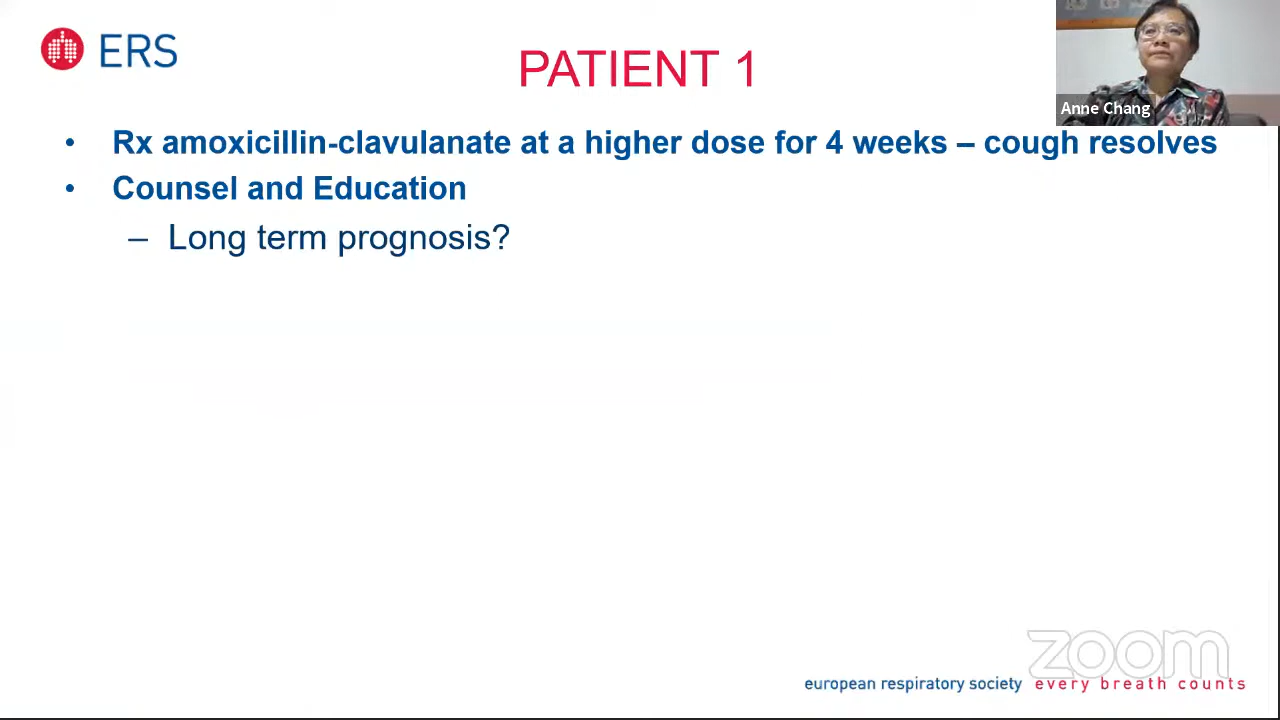 ERS
PATIENT 1
Anne Chang
• Rx amoxicillin-clavulanate at a higher dose for 4 weeks – cough resolves
• Counsel and Education
– Long term prognosis?
zoom
european respiratory society every breath counts